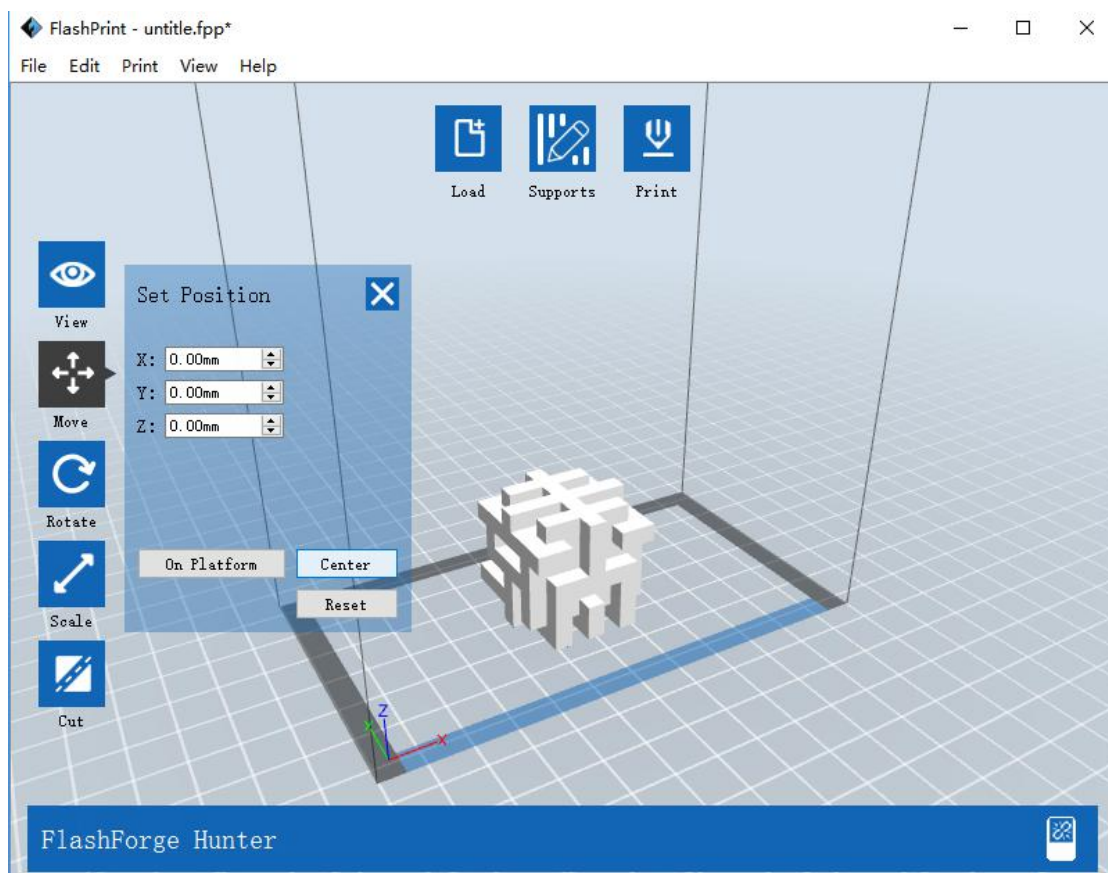 FlashPrint - untitle.fpp*
File Edit Print View Help
Load Supports Print
View
Move
Rotate
Scale
Cut
Set Position
X: 0.00mm
Y: 0.00mm
Z: 0.00mm
On Platform Center
Reset
Z
X X
FlashForge Hunter